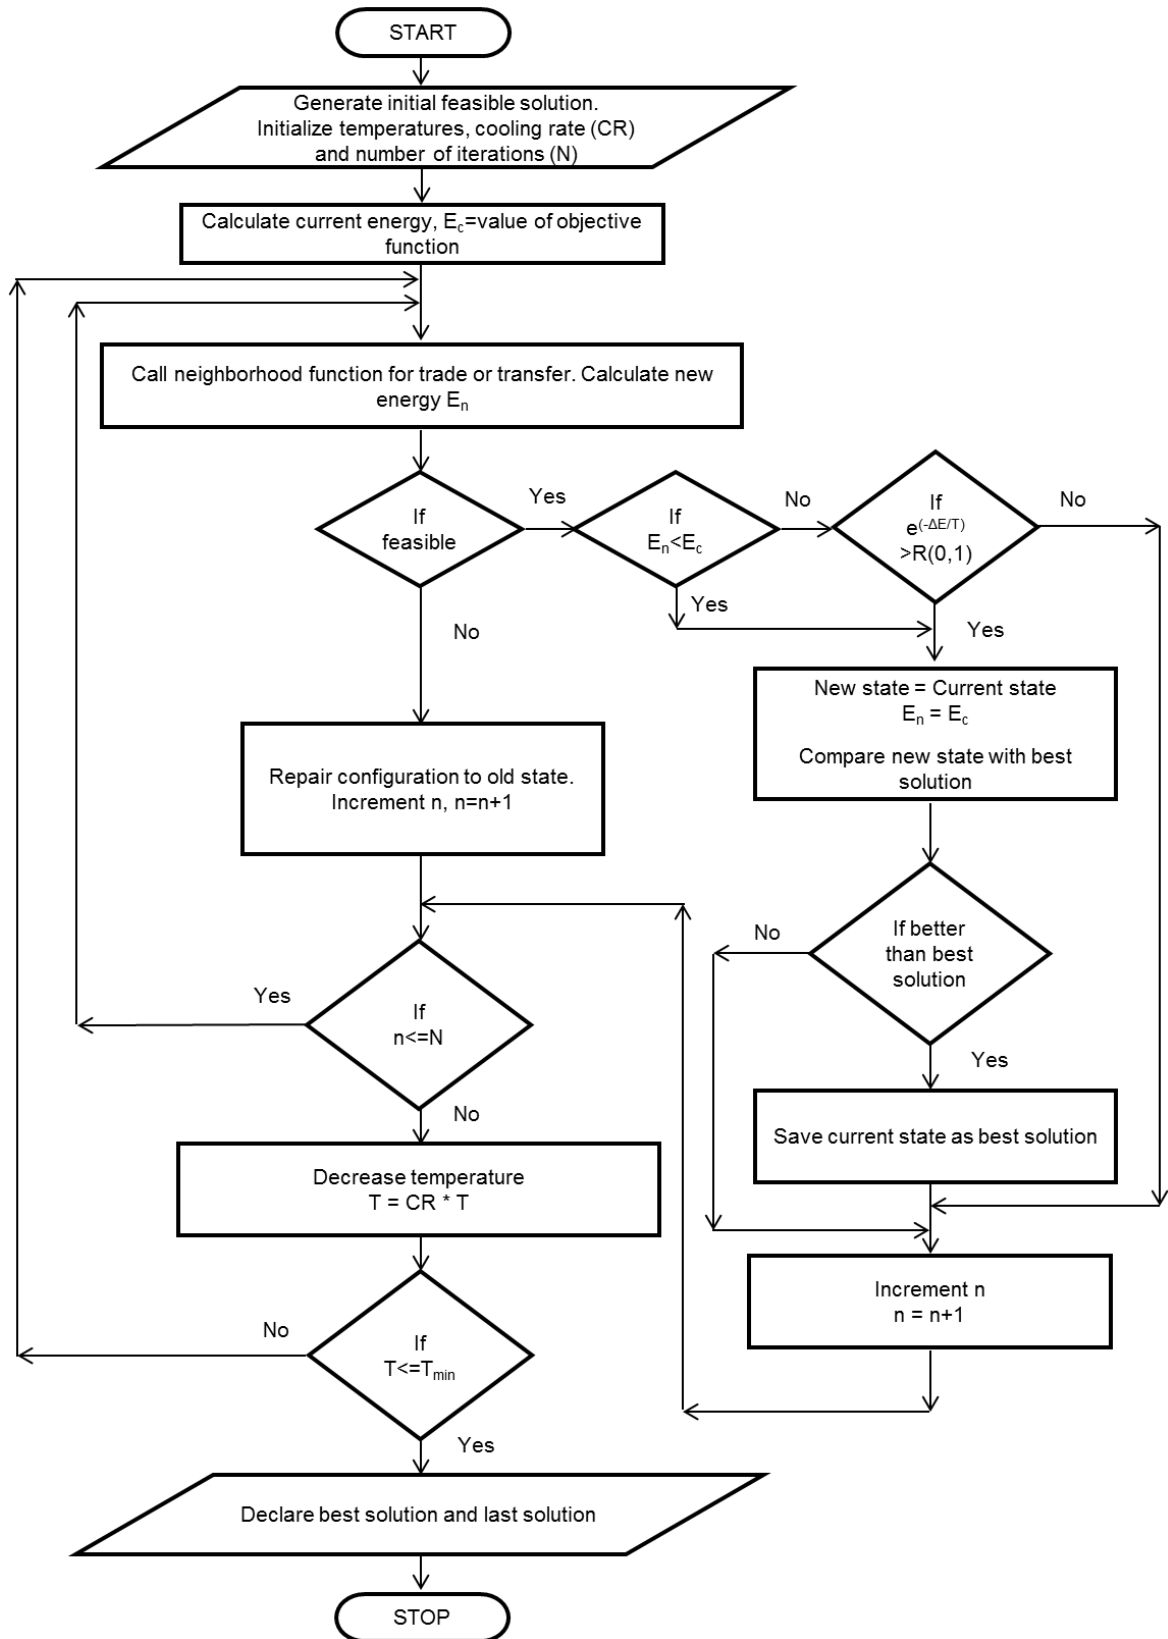 START
Generate initial feasible solution.
Initialize temperatures, cooling rate (CR)
and number of iterations (N)
Calculate current energy, Ec=value of objective
function
Call neighborhood function for trade or transfer. Calculate new
energy En
If
feasible
Yes
If
En<Ec
No
If
e(-ΔE/T)
>R(0,1)
No
Yes
Yes
No
New state = Current state
En = Ec
Compare new state with best
solution
Repair configuration to old state.
Increment n, n=n+1
If better
than best
solution
No
Yes
If
n<=N
Yes
No
Save current state as best solution
Decrease temperature
T = CR * T
Increment n
n = n+1
If
T<=Tmin
No
Yes
Declare best solution and last solution
STOP